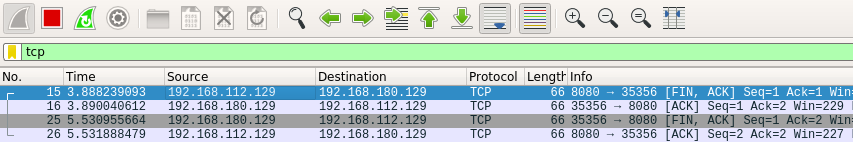 tcp
No. Time Source Destination Protocol Length Info
15 3.888239093 192.168.112.129 192.168.180.129 TCP 66 8080 → 35356 [FIN, ACK] Seq=1 Ack=1 Win=
16 3.890040612 192.168.180.129 192.168.112.129 TCP 66 35356 → 8080 [ACK] Seq=1 Ack=2 Win=229
25 5.530955664 192.168.180.129 192.168.112.129 TCP 66 35356 → 8080 [FIN, ACK] Seq=1 Ack=2 Win=
26 5.531888479 192.168.112.129 192.168.180.129 TCP 66 8080 → 35356 [ACK] Seq=2 Ack=2 Win=227